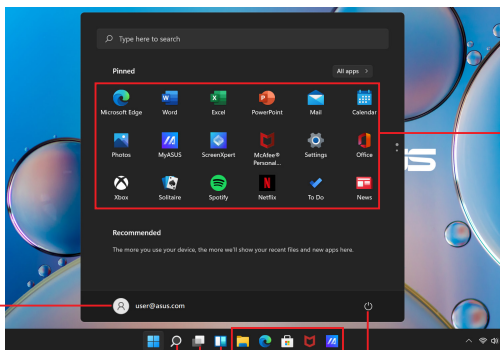 Type here to search
Pinned
All apps >
Microsoft Edge
Word
Excel
PowerPoint
Mail
Calendar
Photos
MyASUS
ScreenXpert
McAfee®
Personal...
Settings
Office
Xbox
Solitaire
Spotify
Netflix
To Do
News
Recommended
The more you use your device, the more we'll show your recent files and new apps here.
user@asus.com